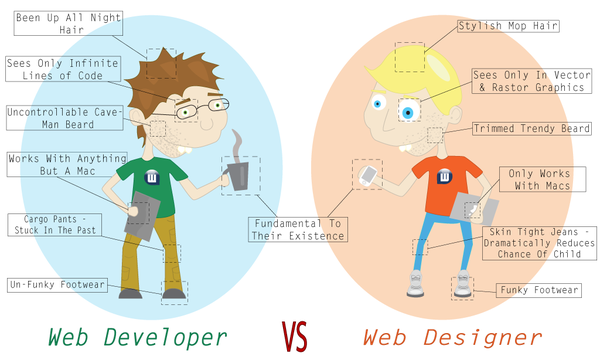 Been Up All Night
Hair
Sees Only Infinite
Lines of Code
Uncontrollable Cave-
Man Beard
Works With Anything
But A Mac
Cargo Pants -
Stuck In The Past
Un-Funky Footwear
Fundamental To
Their Existence
Stylish Mop Hair
Sees Only In Vector
& Rastor Graphics
Trimmed Trendy Beard
Only Works
With Macs
Skin Tight Jeans -
Dramatically Reduces
Chance Of Child
Funky Footwear
Web Developer
VS
Web Designer